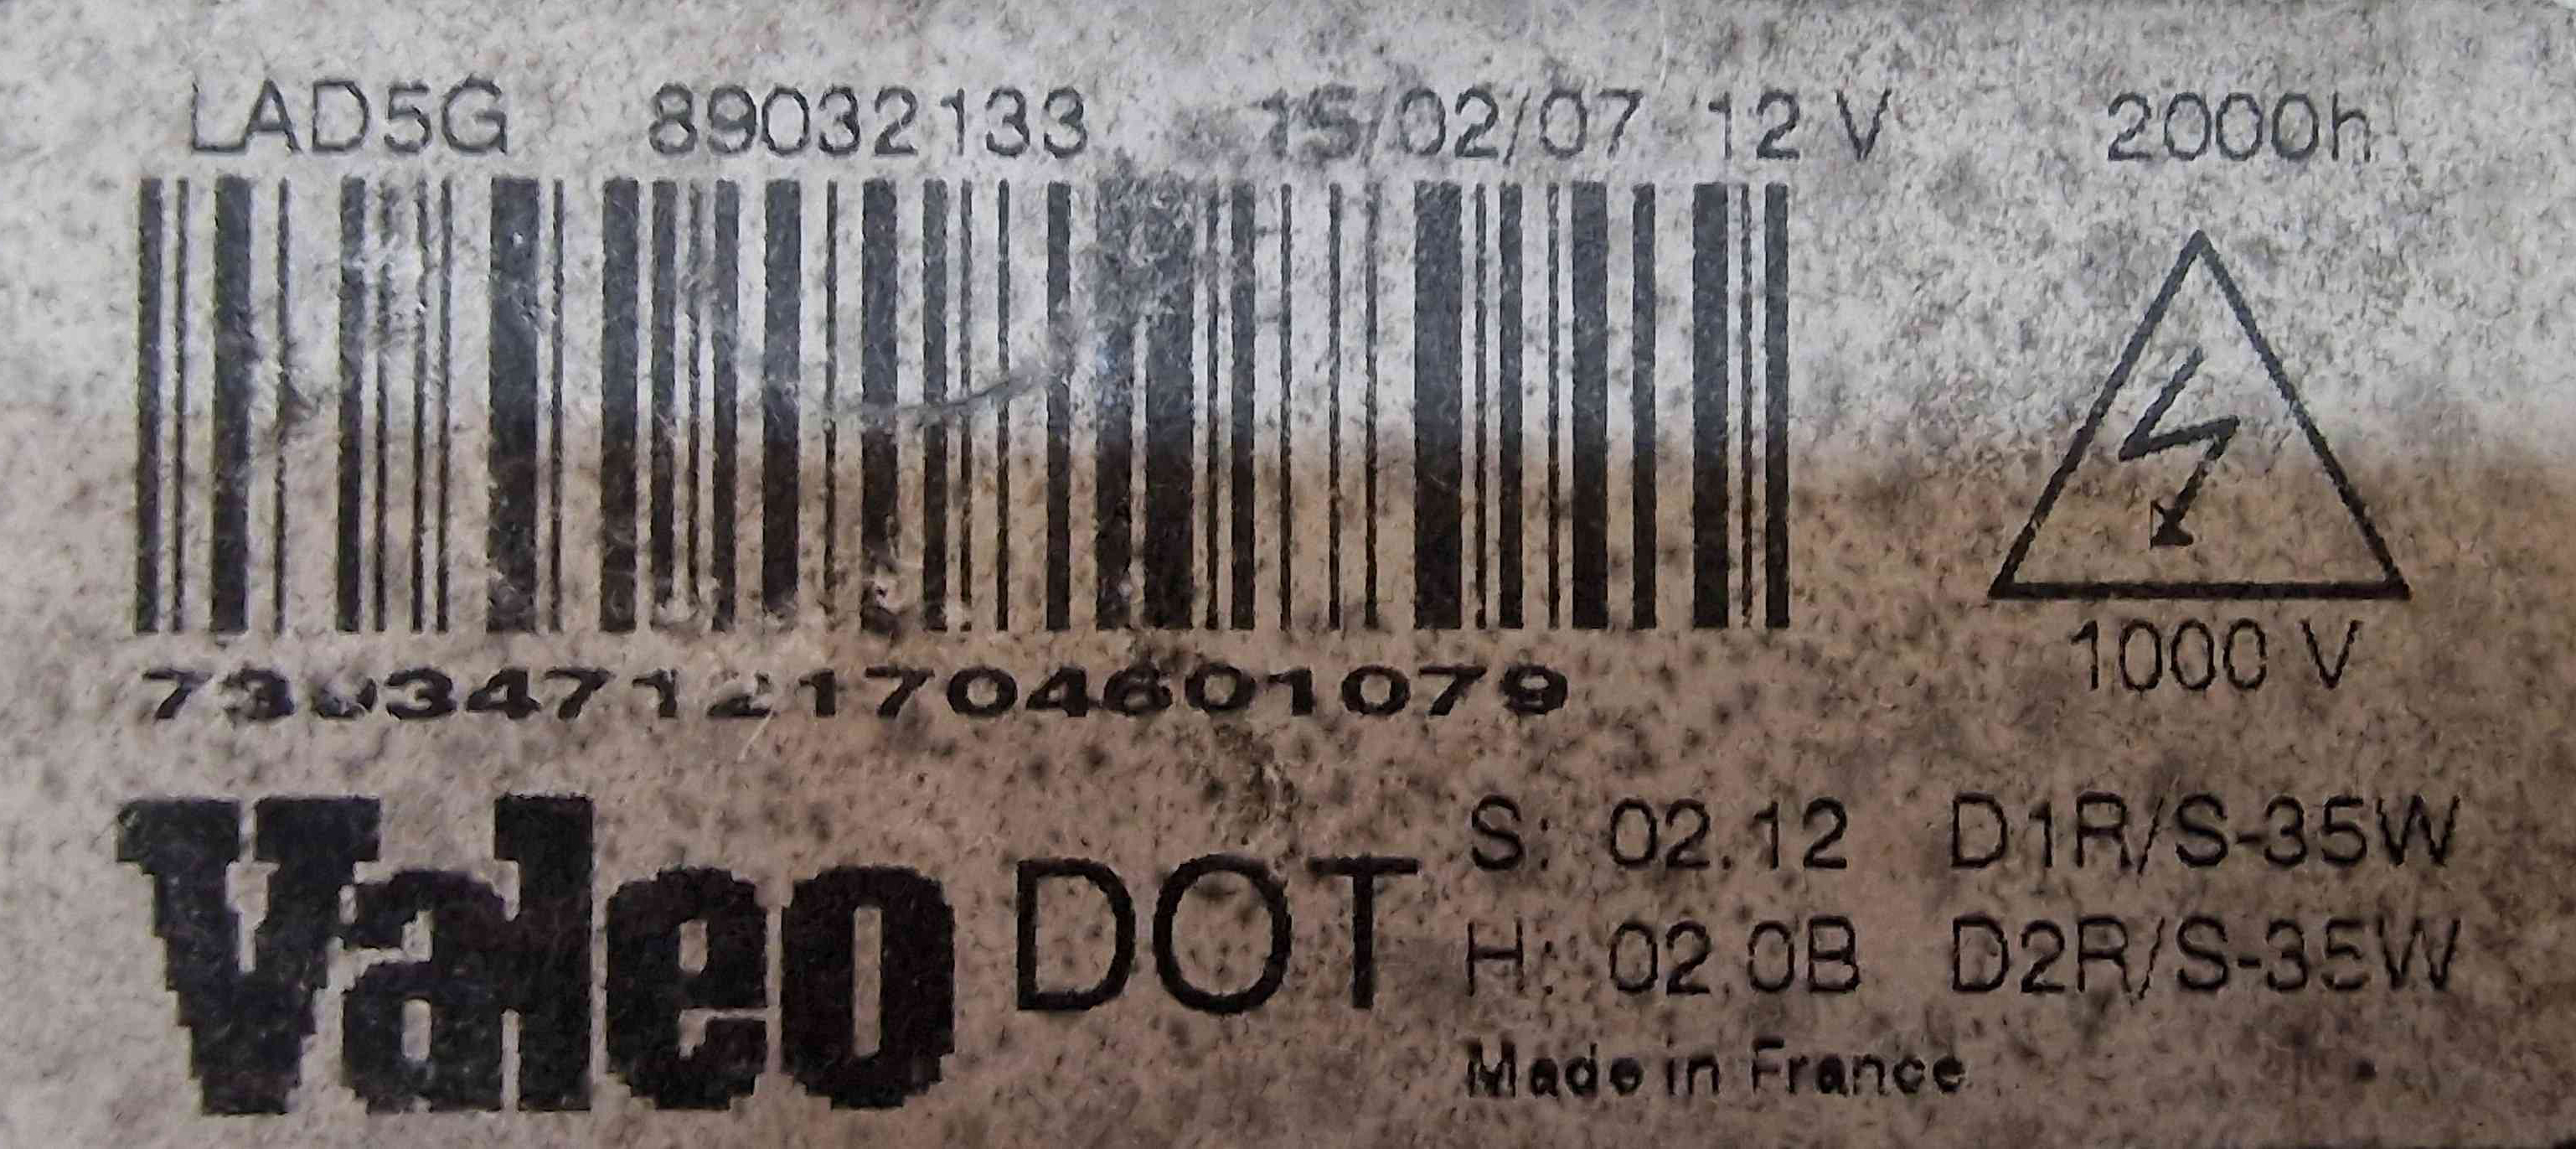 LAD5G 89032133 15/02/07 12 V 2000h
1000 V
Valeo DOT
S: 02.12 D1R/S-35W
H: 02.0B D2R/S-35W
Made in France